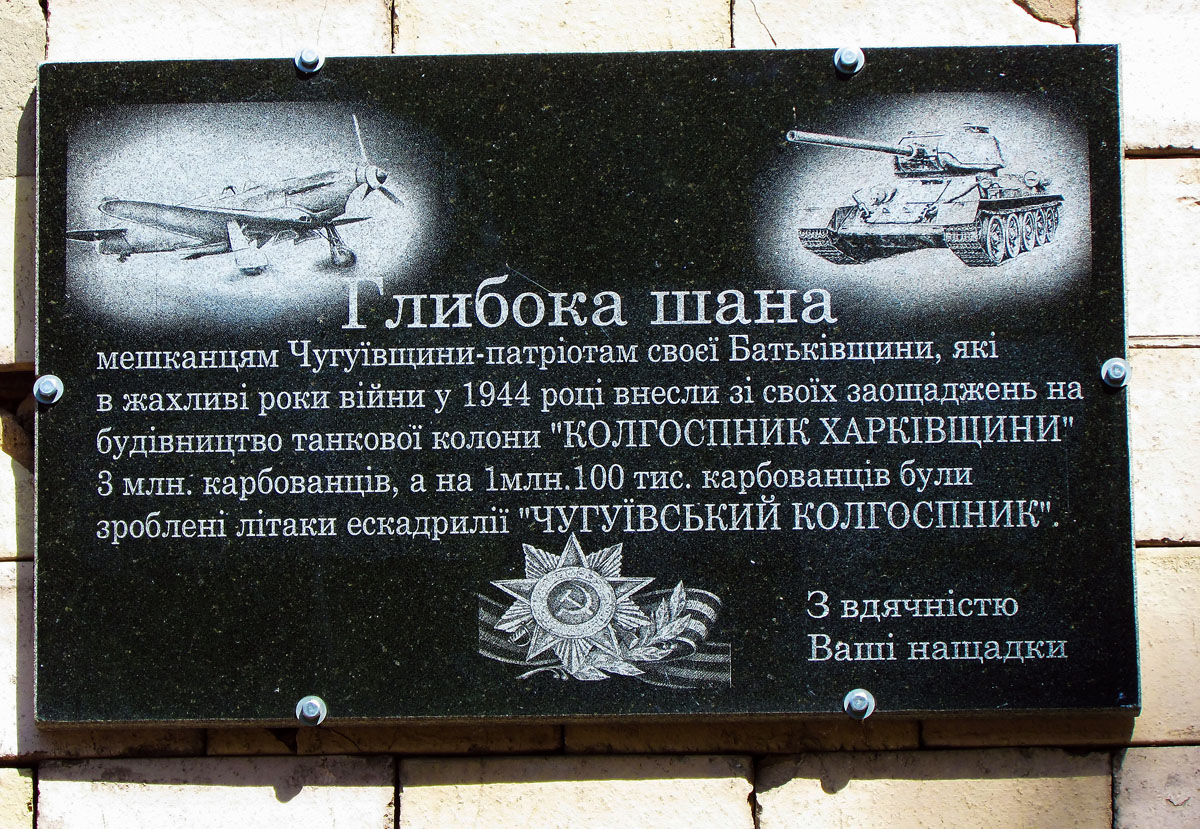 Глибока шана
мешканцям Чугуївщини-патріотам своєї Батьківщини, які
в жахливі роки війни у 1944 році внесли зі своїх заощаджень на
будівництво танкової колони "КОЛГОСПНИК ХАРКІВЩИНИ"
3 млн. карбованців, а на 1млн.100 тис. карбованців були
зроблені літаки ескадрилії "ЧУГУЇВСЬКИЙ КОЛГОСПНИК".
З вдячністю
Ваші нащадки